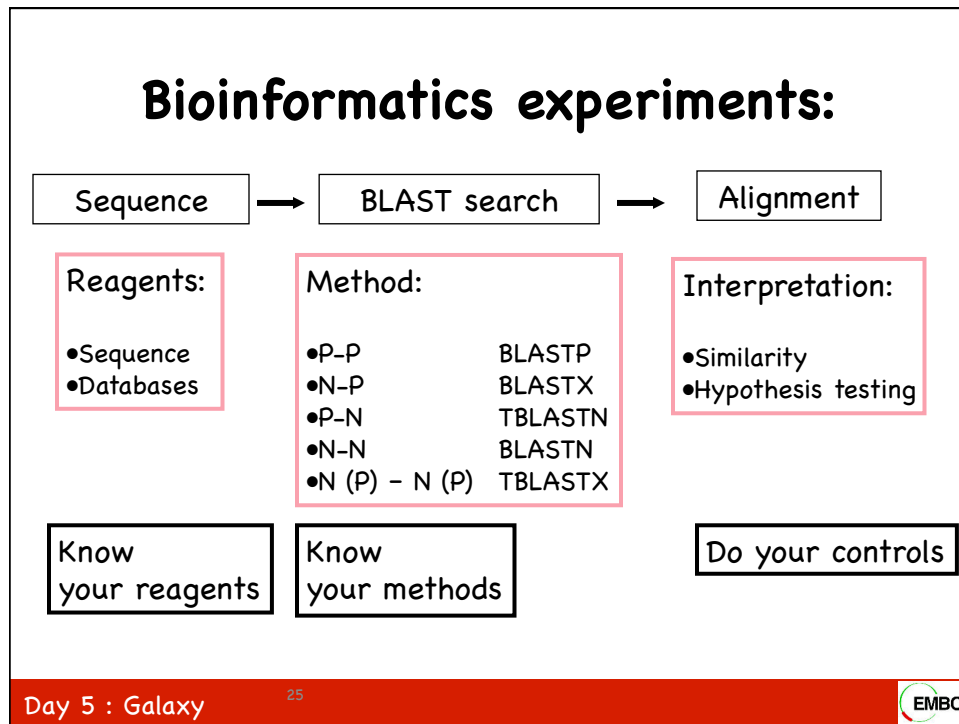 Bioinformatics experiments:
Sequence
BLAST search
Alignment
Reagents:
•Sequence
•Databases
Method:
•P-P BLASTP
•N-P BLASTX
•P-N TBLASTN
•N-N BLASTN
•N (P) - N (P) TBLASTX
Interpretation:
•Similarity
•Hypothesis testing
Know
your reagents
Know
your methods
Do your controls
Day 5 : Galaxy
25
EMBO